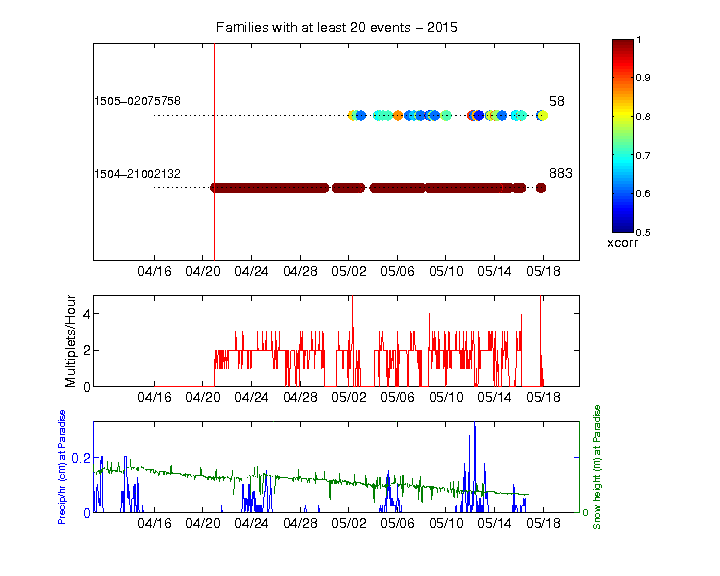 Families with at least 20 events − 2015
1505−02075758
58
1504−21002132
883
04/16 04/20 04/24 04/28 05/02 05/06 05/10 05/14 05/18
1
0.9
0.8
0.7
0.6
0.5
xcorr
Multiplets/Hour
4
2
0
04/16 04/20 04/24 04/28 05/02 05/06 05/10 05/14 05/18
Precip/hr (cm) at Paradise
0.2
0
04/16 04/20 04/24 04/28 05/02 05/06 05/10 05/14 05/18
0
Snow height (m) at Paradise